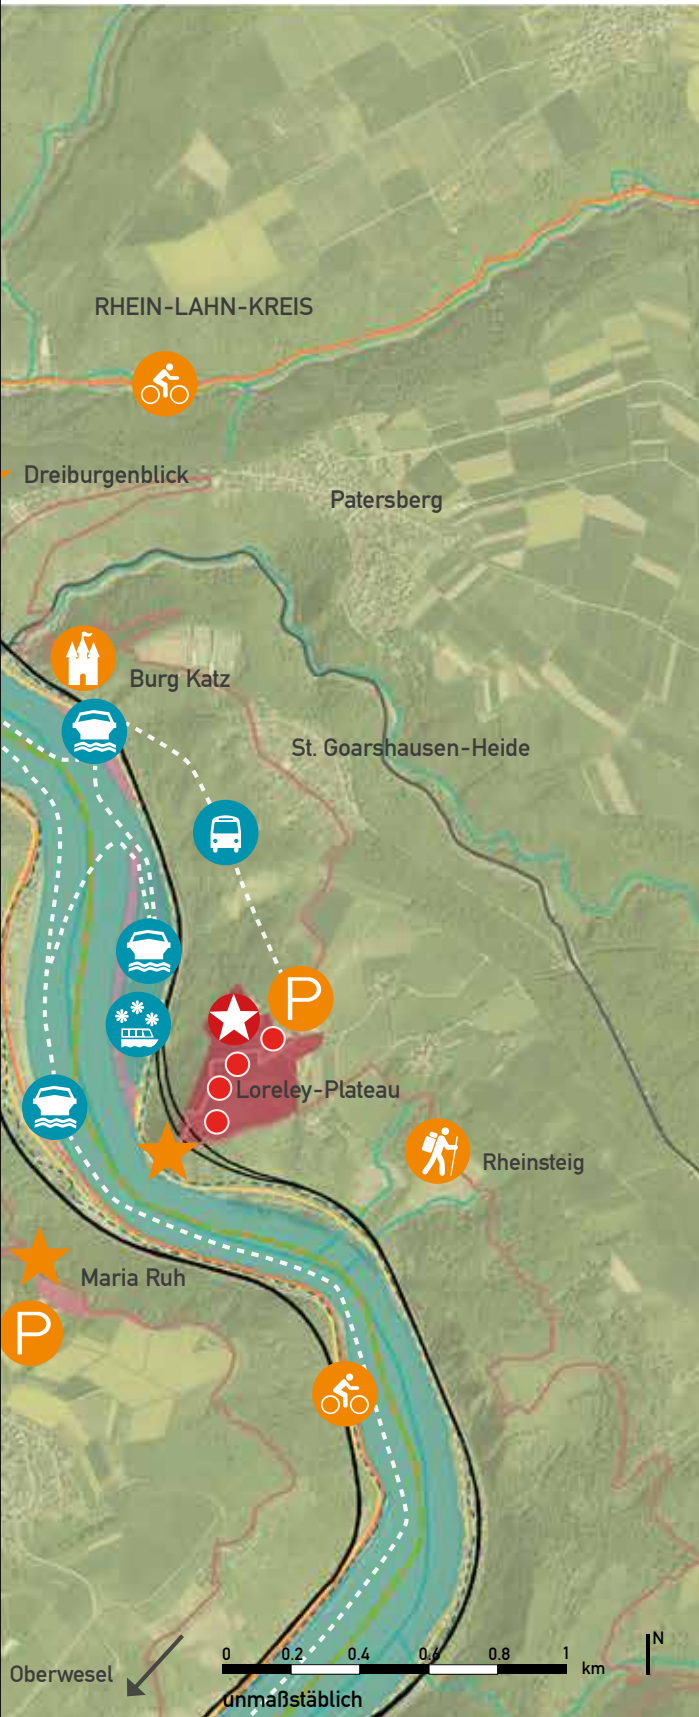 RHEIN-LAHN-KREIS
Dreiburgenblick
Patersberg
Burg Katz
St. Goarshausen-Heide
P
Loreley-Plateau
Rheinsteig
Maria Ruh
P
N
0 0.2 0.4 0.6 0.8 1
km
Oberwesel
unmaßstäblich